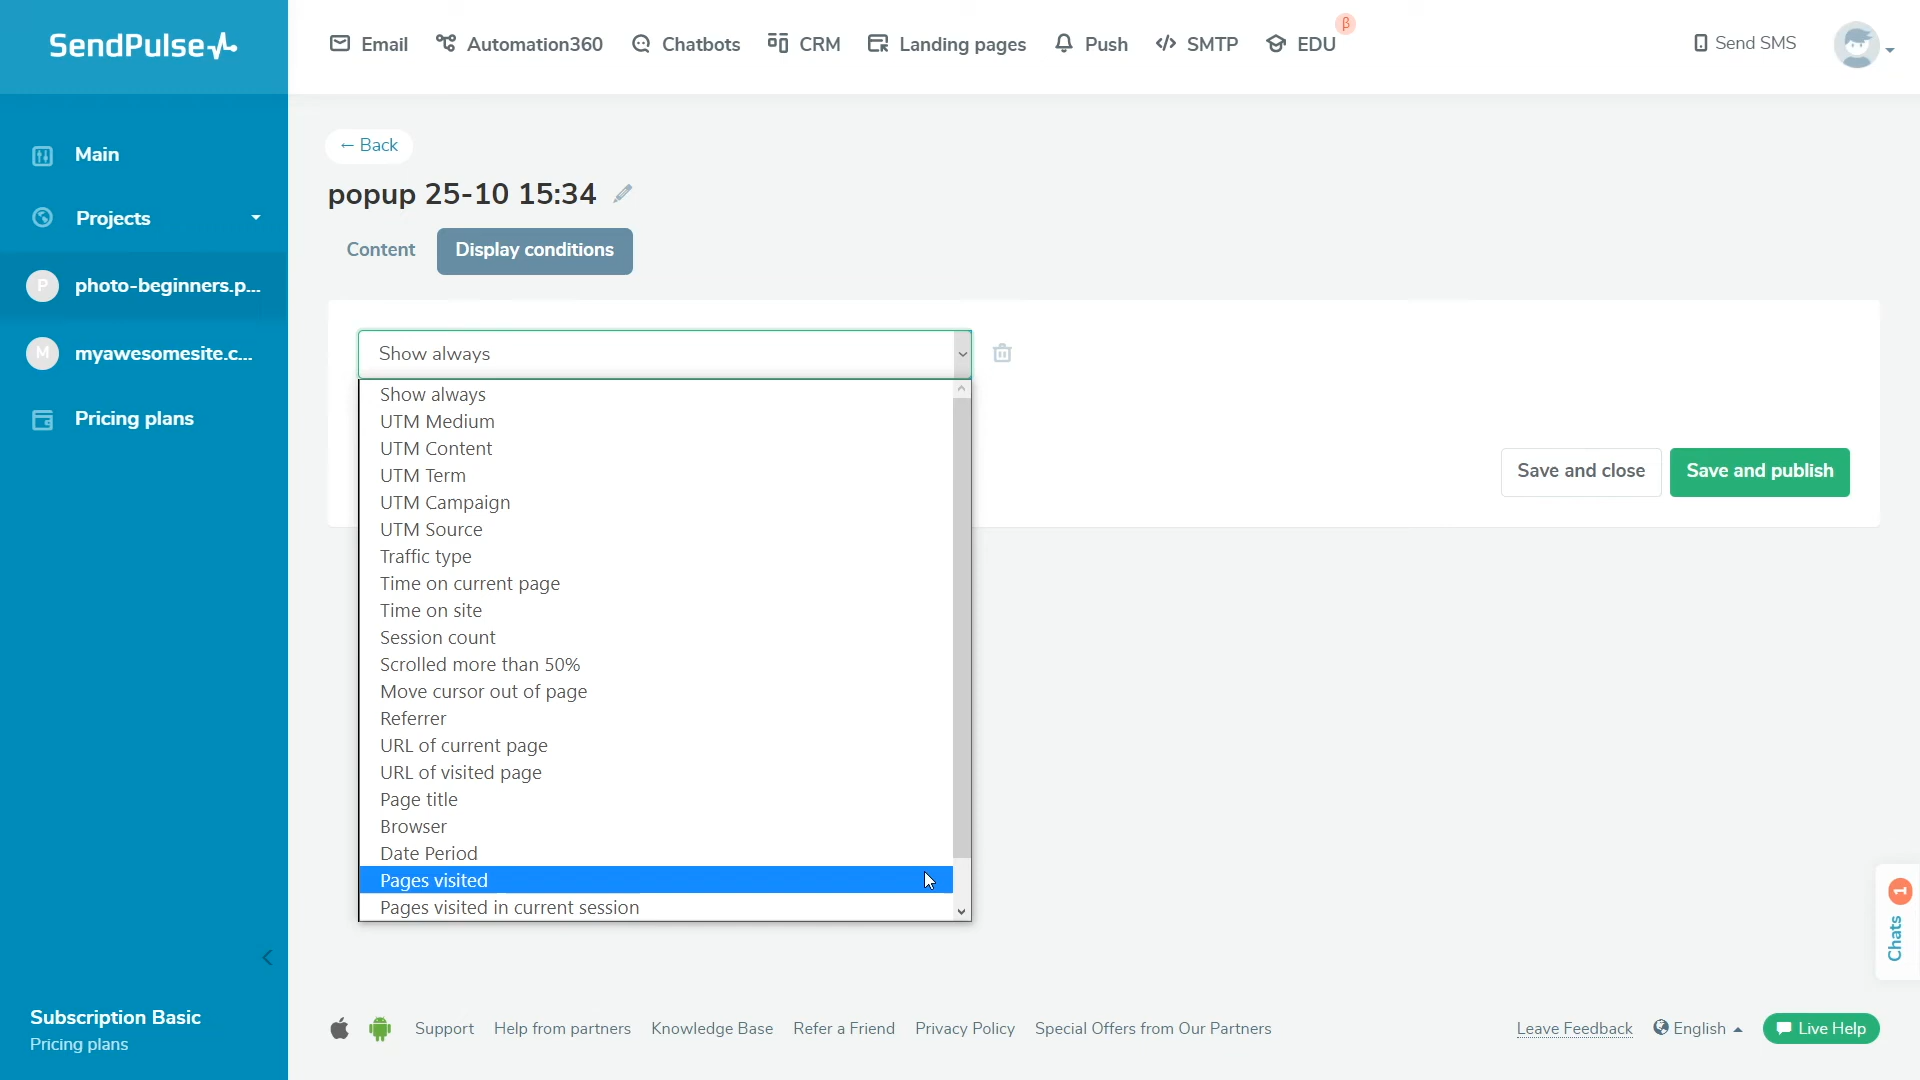 SendPulse
Email
Automation360
Chatbots
CRM
Landing pages
Push
SMTP
EDU
β
Send SMS
Main
Projects
P
photo-beginners.p...
M
myawesomesite.c...
Pricing plans
← Back
popup 25-10 15:34
Content
Display conditions
Show always
Show always
UTM Medium
UTM Content
UTM Term
UTM Campaign
UTM Source
Traffic type
Time on current page
Time on site
Session count
Scrolled more than 50%
Move cursor out of page
Referrer
URL of current page
URL of visited page
Page title
Browser
Date Period
Pages visited
Pages visited in current session
Save and close
Save and publish
1
Chats
Subscription Basic
Pricing plans
Support
Help from partners
Knowledge Base
Refer a Friend
Privacy Policy
Special Offers from Our Partners
Leave Feedback
English
Live Help